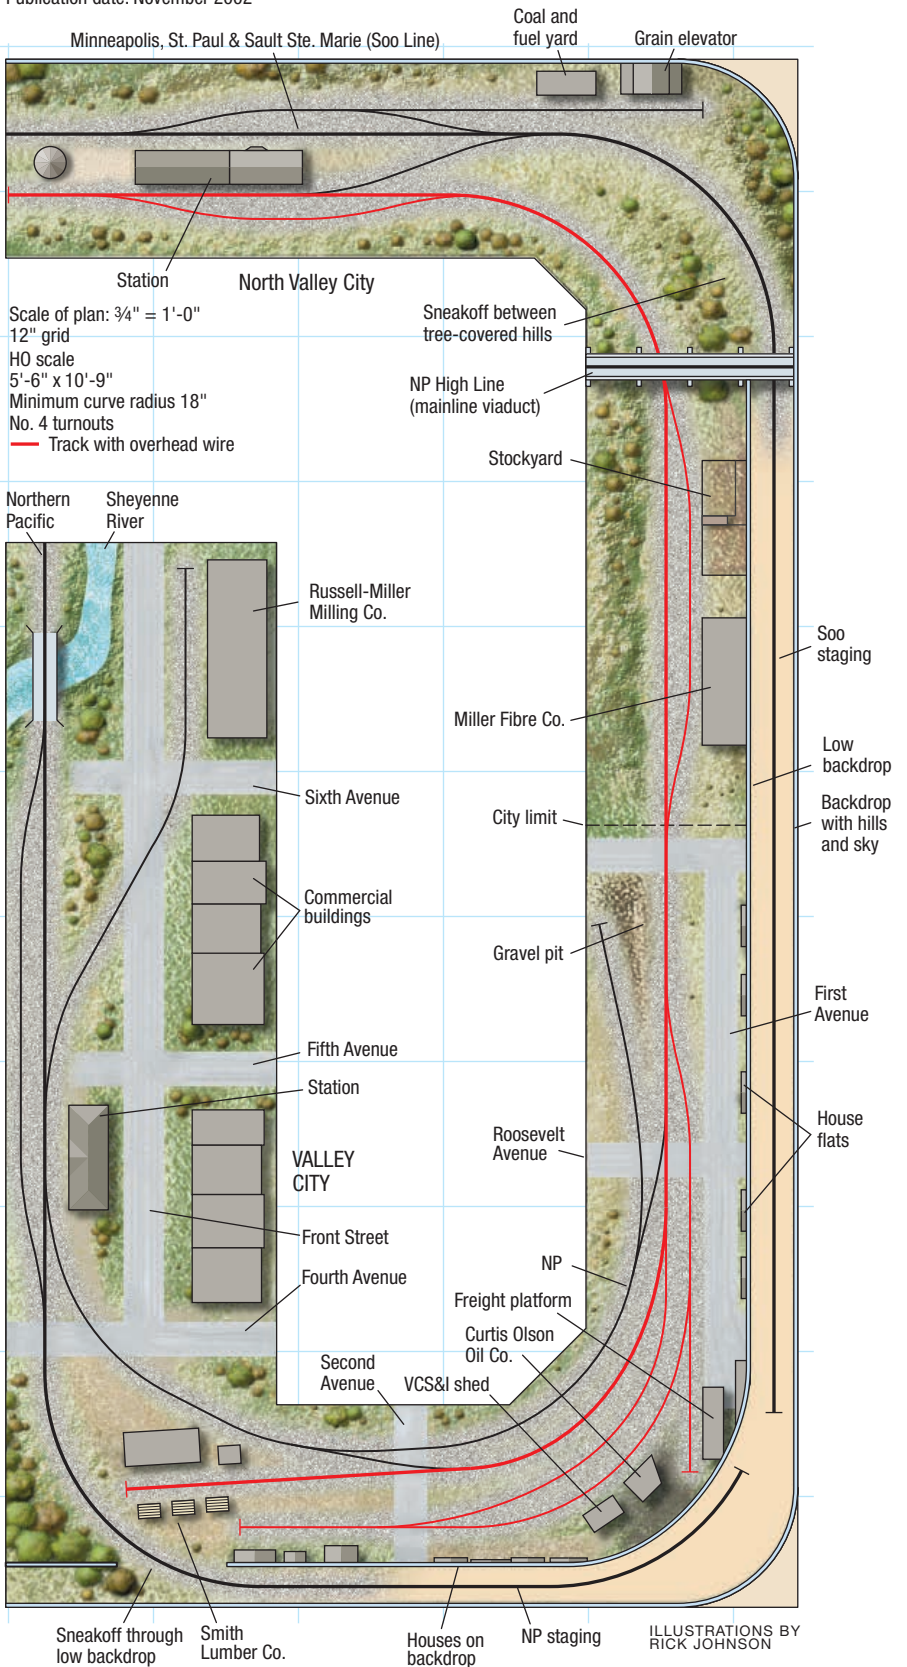 Publication date: November 2002
Coal and
fuel yard
Grain elevator
Minneapolis, St. Paul & Sault Ste. Marie (Soo Line)
Station
North Valley City
Scale of plan: ¾" = 1'-0"
12" grid
HO scale
5'-6" x 10'-9"
Minimum curve radius 18"
No. 4 turnouts
Track with overhead wire
Sneakoff between
tree-covered hills
NP High Line
(mainline viaduct)
Stockyard
Northern
Pacific
Sheyenne
River
Russell-Miller
Milling Co.
Soo
staging
Miller Fibre Co.
Low
backdrop
Sixth Avenue
City limit
Backdrop
with hills
and sky
Commercial
buildings
Gravel pit
First
Avenue
Fifth Avenue
Station
House
flats
Roosevelt
Avenue
VALLEY
CITY
Front Street
NP
Fourth Avenue
Freight platform
Curtis Olson
Oil Co.
Second
Avenue
VCS&I shed
Sneakoff through
low backdrop
Smith
Lumber Co.
Houses on
backdrop
NP staging
ILLUSTRATIONS BY
RICK JOHNSON